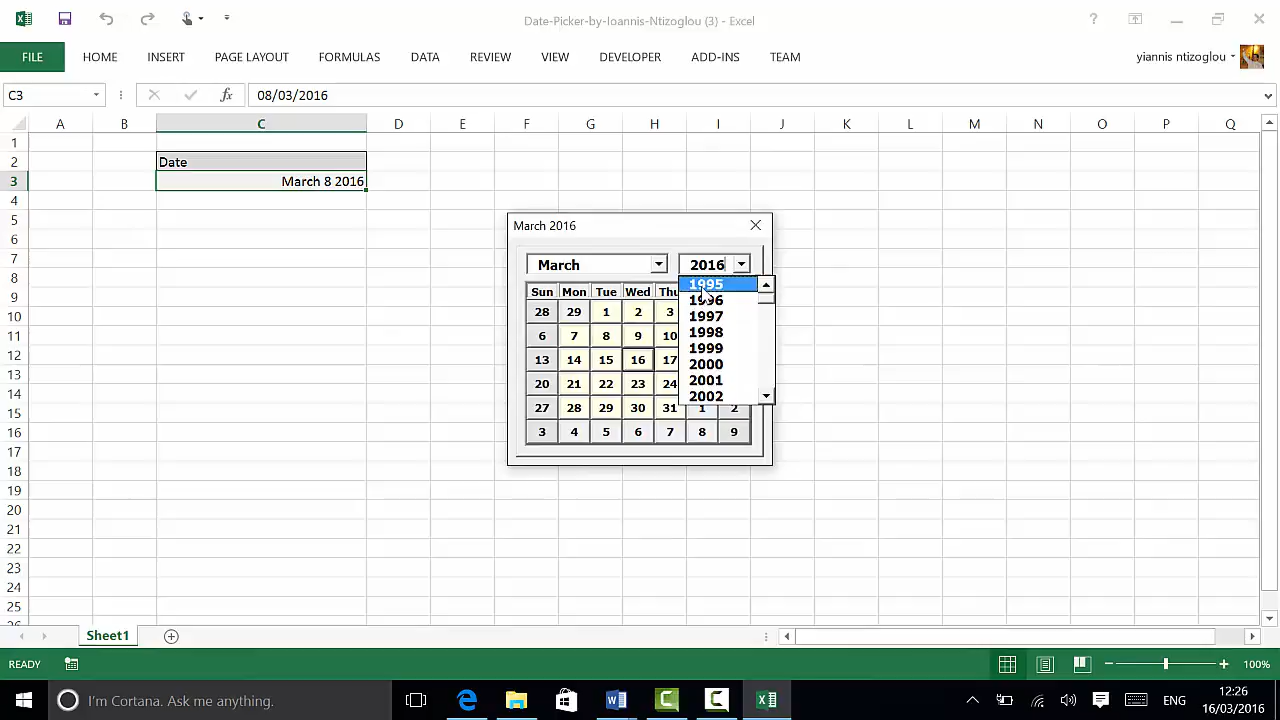 Date-Picker-by-Ioannis-Ntizoglou (3) - Excel
?
FILE HOME INSERT PAGE LAYOUT FORMULAS DATA REVIEW VIEW DEVELOPER ADD-INS TEAM yiannis ntizoglou
C3 fx 08/03/2016
A B C D E F G H I J K L M N O P Q
1
2 Date
3 March 8 2016
4
5
6
7
8
9
10
11
12
13
14
15
16
17
18
19
20
21
22
23
24
25
March 2016
March 2016
Sun Mon Tue Wed
28 29 1 2 3
6 7 8 9 10
13 14 15 16 17
20 21 22 23 24
27 28 29 30 31 1 2
3 4 5 6 7 8 9
1995
1996
1997
1998
1999
2000
2001
2002
Sheet1
READY 100%
I'm Cortana. Ask me anything. ENG 12:26
16/03/2016